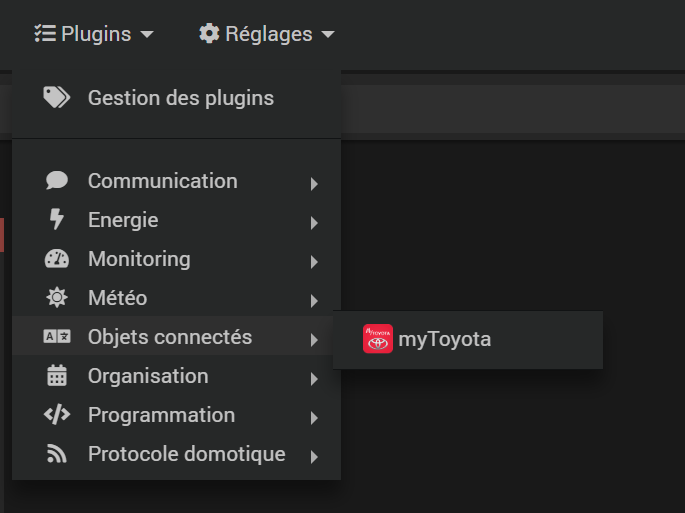 Plugins Réglages
Gestion des plugins
Communication
Energie
Monitoring
Météo
Objets connectés
myToyota
Organisation
Programmation
Protocole domotique